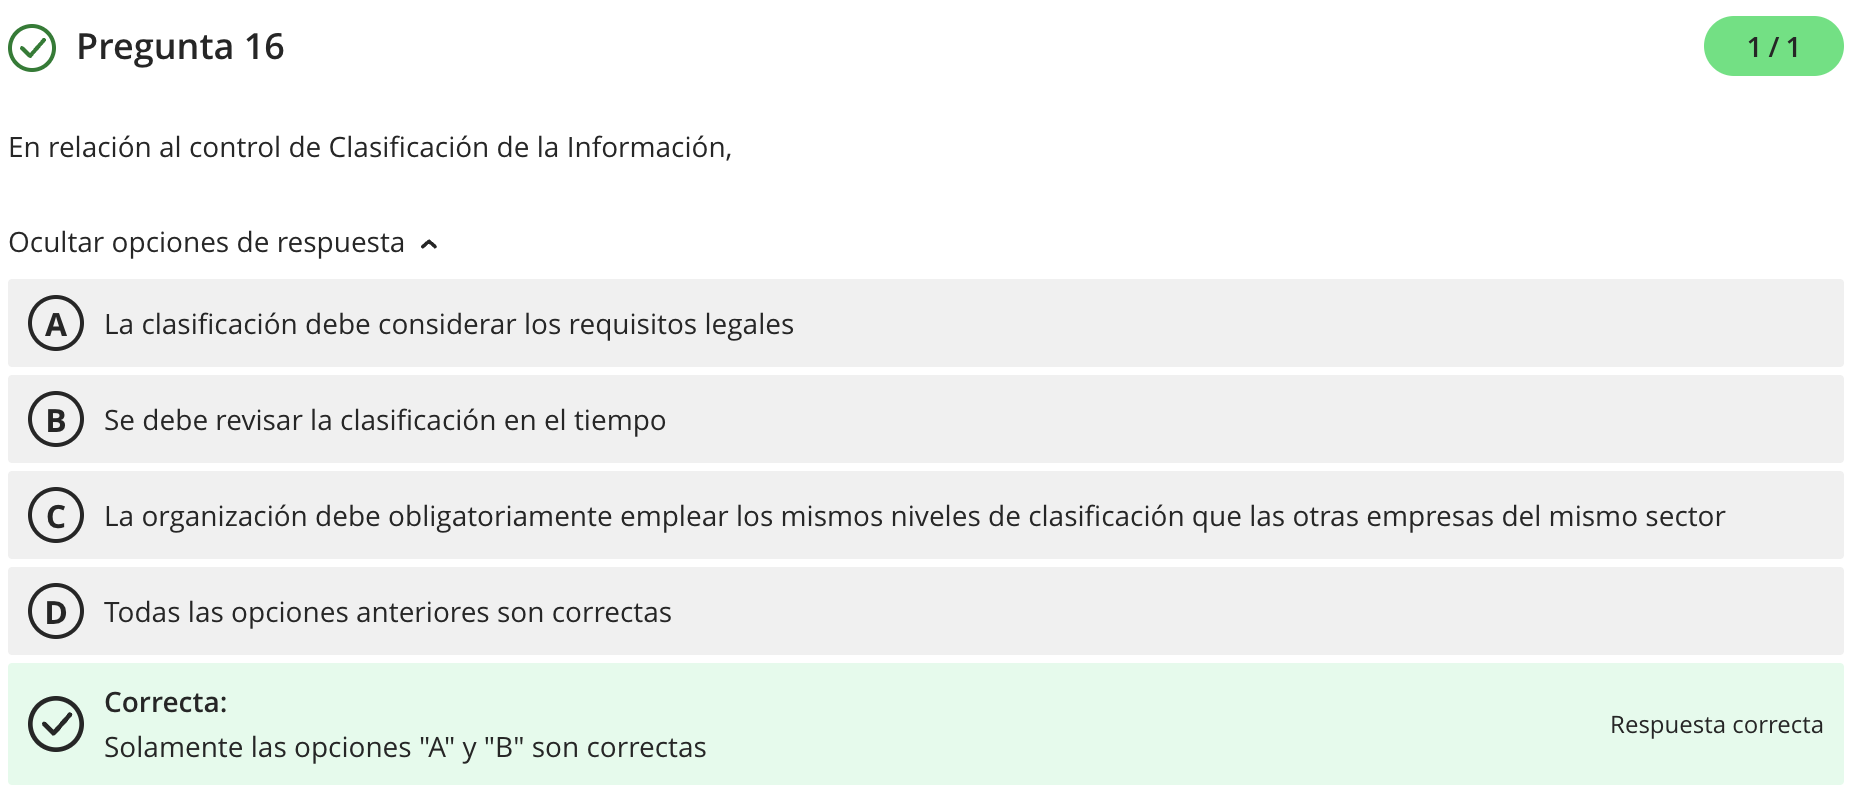 Pregunta 16
1 / 1
En relación al control de Clasificación de la Información,
Ocultar opciones de respuesta
A La clasificación debe considerar los requisitos legales
B Se debe revisar la clasificación en el tiempo
C La organización debe obligatoriamente emplear los mismos niveles de clasificación que las otras empresas del mismo sector
D Todas las opciones anteriores son correctas
Correcta:
Solamente las opciones "A" y "B" son correctas
Respuesta correcta